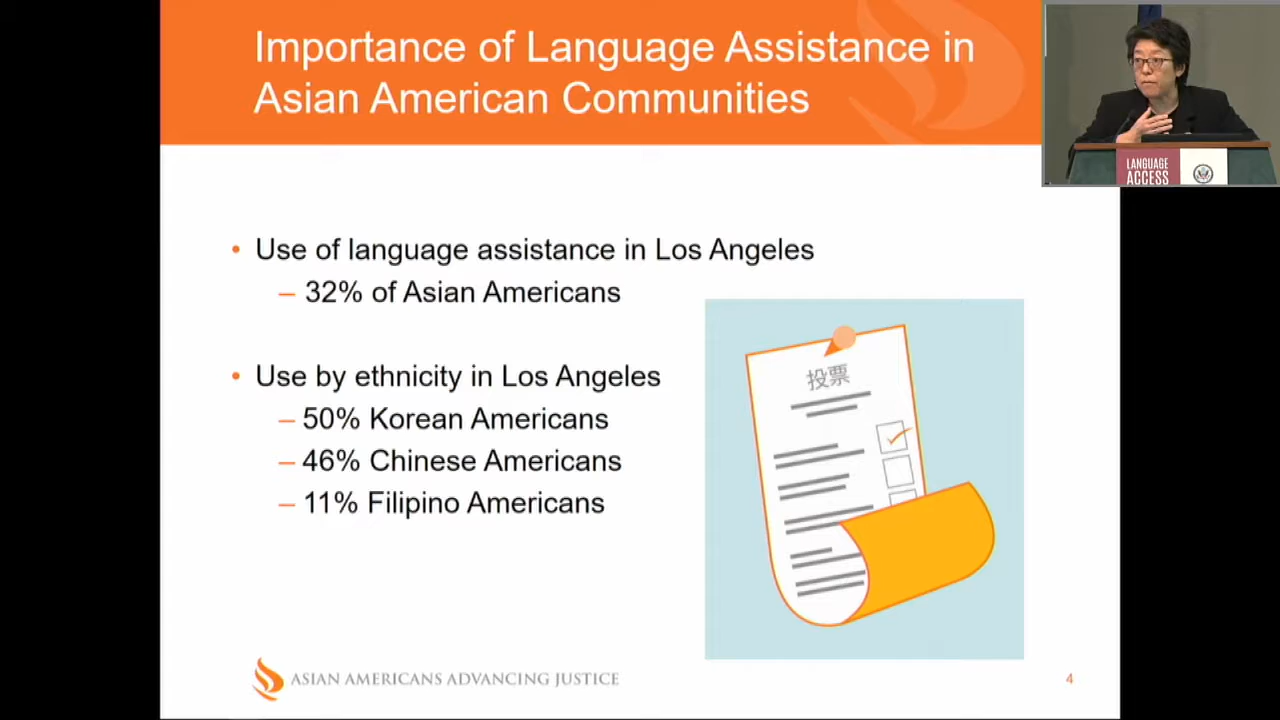 Importance of Language Assistance in
Asian American Communities
LANGUAGE
ACCESS
• Use of language assistance in Los Angeles
– 32% of Asian Americans
• Use by ethnicity in Los Angeles
– 50% Korean Americans
– 46% Chinese Americans
– 11% Filipino Americans
投票
ASIAN AMERICANS ADVANCING JUSTICE
4